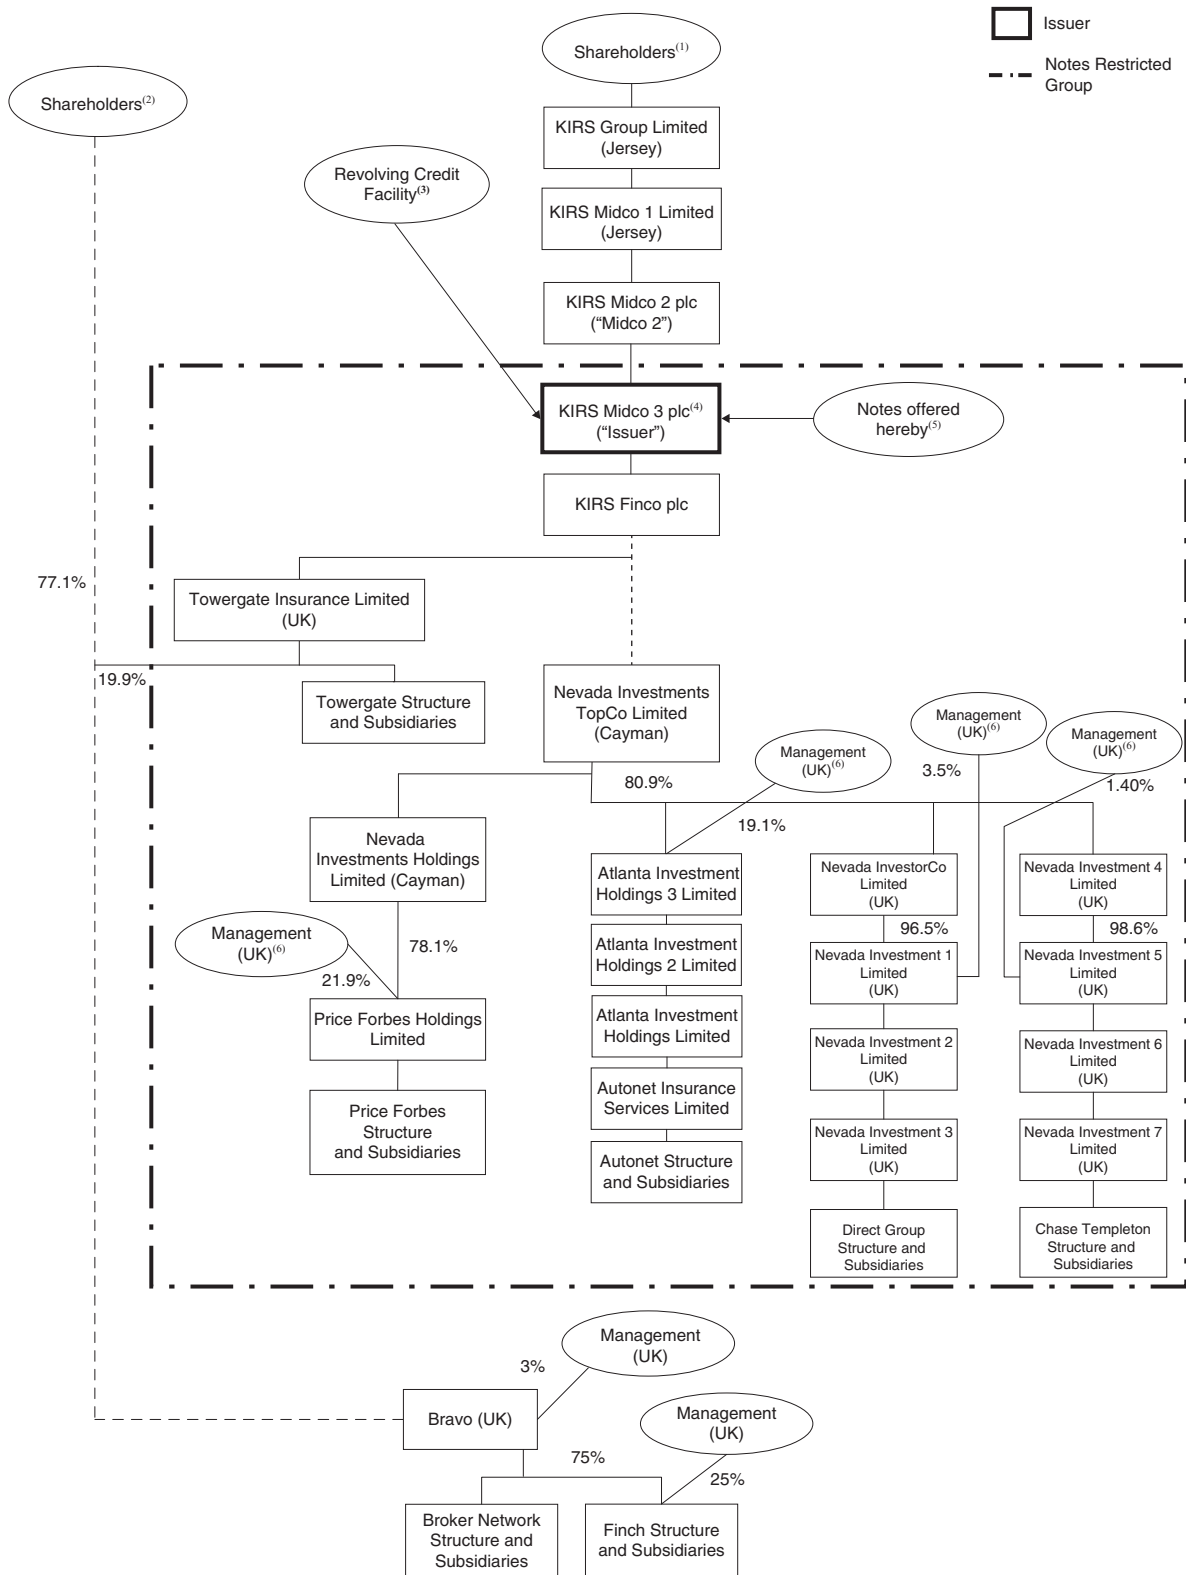 Issuer
Notes Restricted
Group
Shareholders(1)
Shareholders(2)
KIRS Group Limited
(Jersey)
Revolving Credit
Facility(3)
KIRS Midco 1 Limited
(Jersey)
KIRS Midco 2 plc
(“Midco 2”)
KIRS Midco 3 plc(4)
(“Issuer”)
Notes offered
hereby(5)
KIRS Finco plc
77.1%
Towergate Insurance Limited
(UK)
19.9%
Towergate Structure
and Subsidiaries
Nevada Investments
TopCo Limited
(Cayman)
Management
(UK)(6)
Management
(UK)(6)
Management
(UK)(6)
80.9%
3.5%
1.40%
19.1%
Nevada
Investments Holdings
Limited (Cayman)
Atlanta Investment
Holdings 3 Limited
Nevada InvestorCo
Limited
(UK)
Nevada Investment 4
Limited
(UK)
Management
(UK)(6)
78.1%
21.9%
96.5%
98.6%
Atlanta Investment
Holdings 2 Limited
Nevada Investment 1
Limited
(UK)
Nevada Investment 5
Limited
(UK)
Price Forbes Holdings
Limited
Atlanta Investment
Holdings Limited
Nevada Investment 2
Limited
(UK)
Nevada Investment 6
Limited
(UK)
Price Forbes
Structure
and Subsidiaries
Autonet Insurance
Services Limited
Nevada Investment 3
Limited
(UK)
Nevada Investment 7
Limited
(UK)
Autonet Structure
and Subsidiaries
Direct Group
Structure and
Subsidiaries
Chase Templeton
Structure and
Subsidiaries
Management
(UK)
3%
Bravo (UK)
Management
(UK)
75%
25%
Broker Network
Structure and
Subsidiaries
Finch Structure
and Subsidiaries